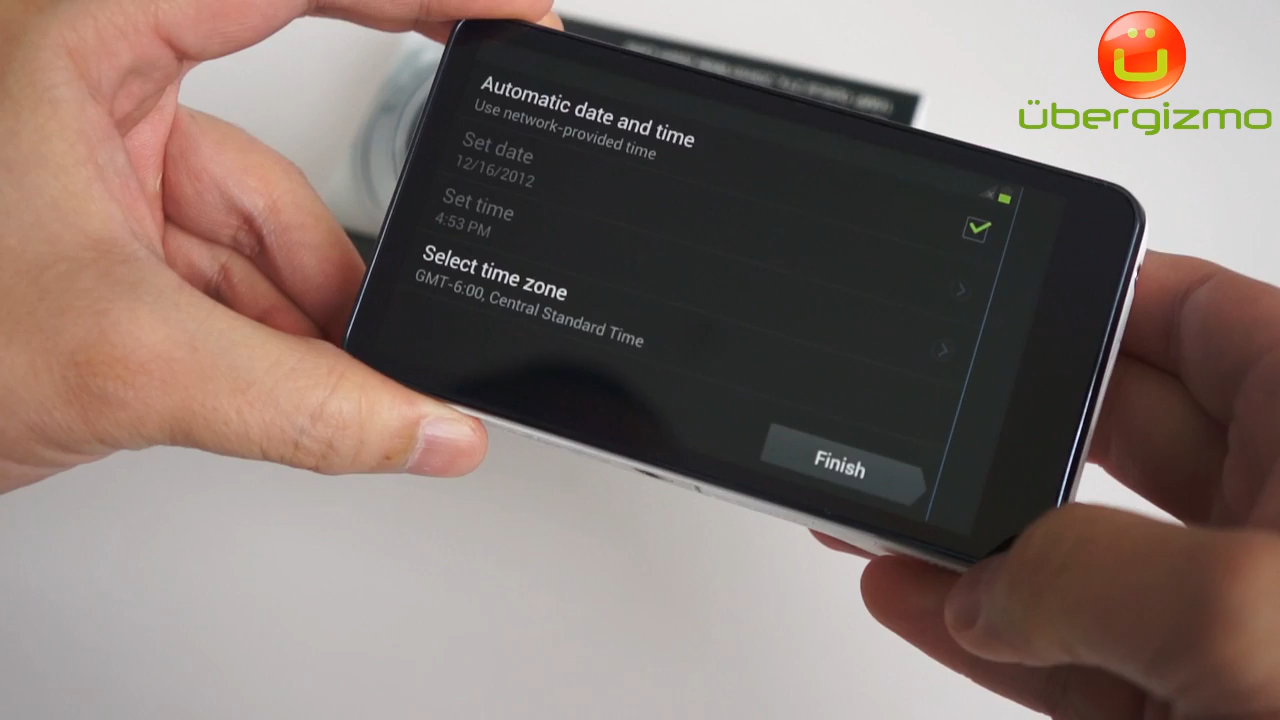 übergizmo
Automatic date and time
Use network-provided time
Set date
12/16/2012
Set time
4:53 PM
Select time zone
GMT-6:00, Central Standard Time
Finish